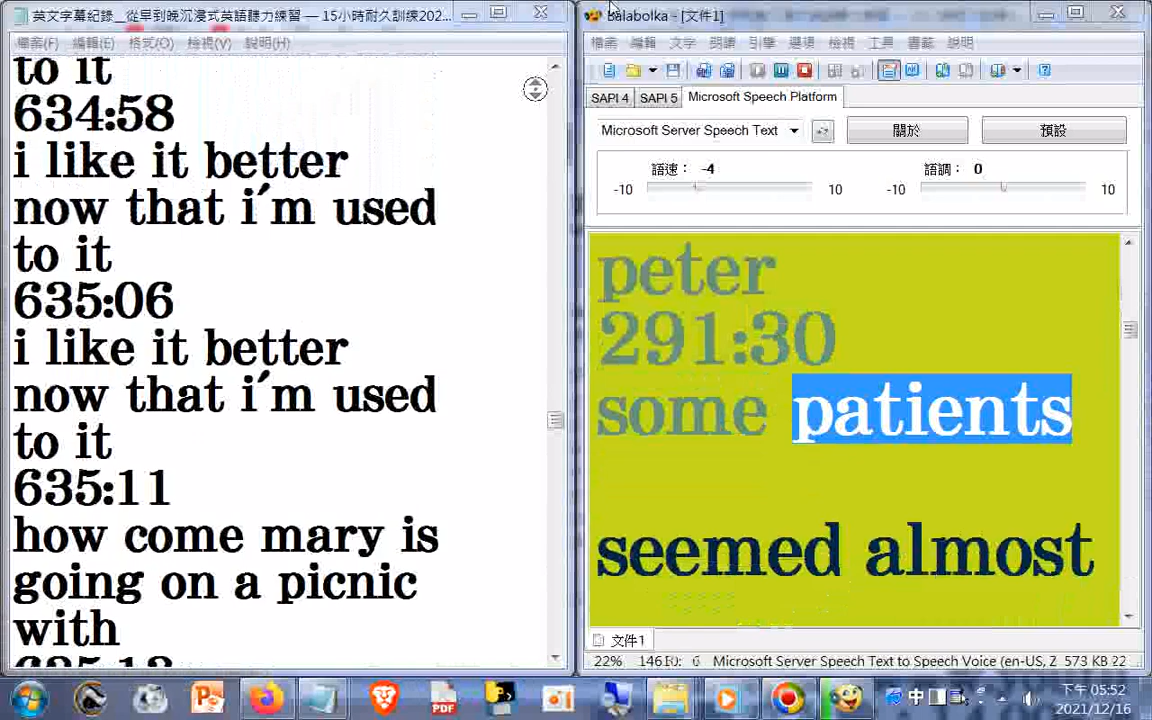 英文字幕紀錄__從早到晚沉浸式英語聽力練習 — 15小時耐久訓練202...
檔案(F) 編輯(E) 格式(O) 檢視(V) 說明(H)
to it
634:58
i like it better
now that i'm used
to it
635:06
i like it better
now that i'm used
to it
635:11
how come mary is
going on a picnic
with
Balabolka - [文件1]
檔案 編輯 文字 朗讀 引擎 選項 檢視 工具 書籤 說明
SAPI 4 SAPI 5 Microsoft Speech Platform
Microsoft Server Speech Text 關於 預設
語速： -4 語調： 0
-10 10 -10 10
peter
291:30
some patients
seemed almost
文件1
22% Microsoft Server Speech Text to Speech Voice (en-US, Z 573 KB 22
PDF
中
下午 05:52
2021/12/16